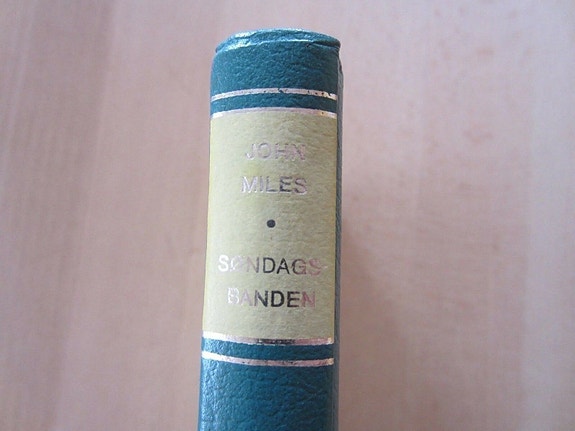 JOHN
MILES
•
SØNDAGS-
BANDEN